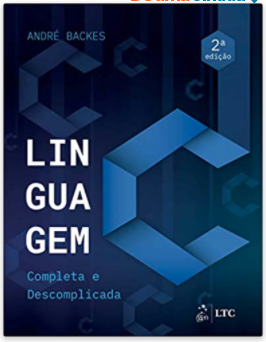 ANDRÉ BACKES
2ª
edição
LIN
GUA
GEM
C
Completa e
Descomplicada
LTC